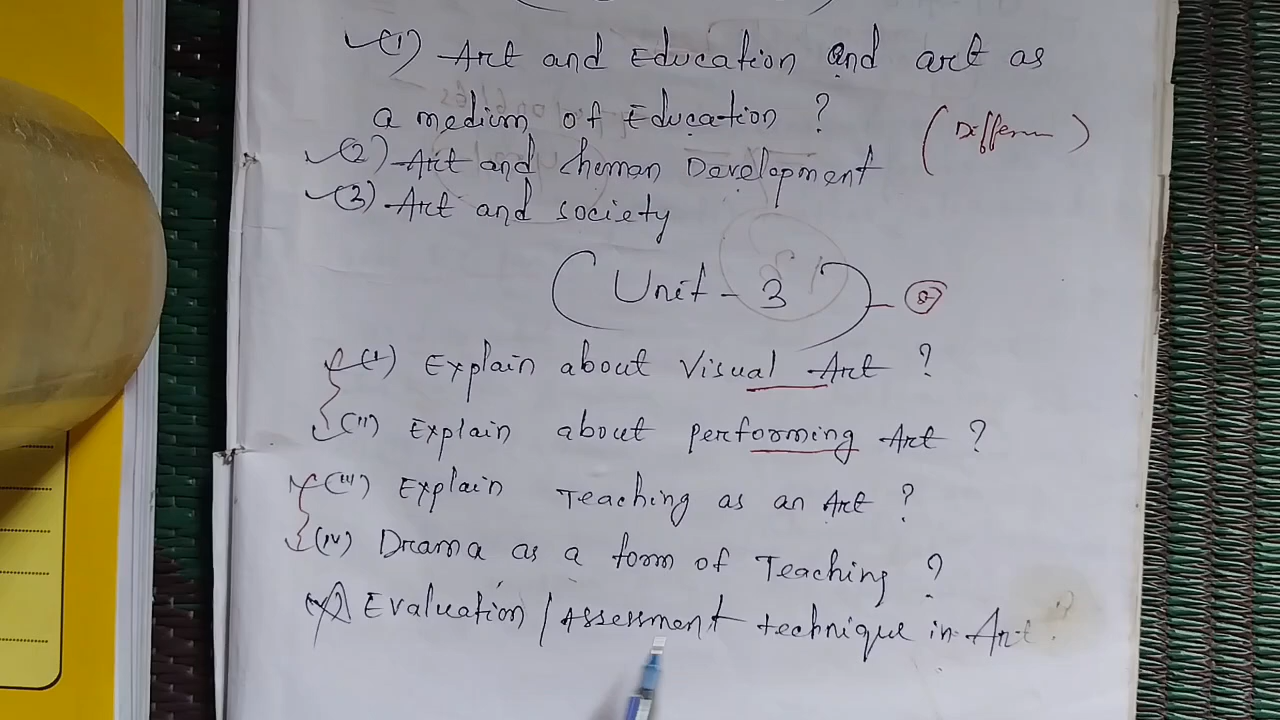 (1) Art and Education and art as
a medium of Education ?
(Differn)
(2) Art and human Development
(3) Art and society
Unit - 3
(I) Explain about Visual Art ?
(II) Explain about performing Art ?
(III) Explain Teaching as an Art ?
(IV) Drama as a form of Teaching ?
(V) Evaluation / Assessment technique in Art ?